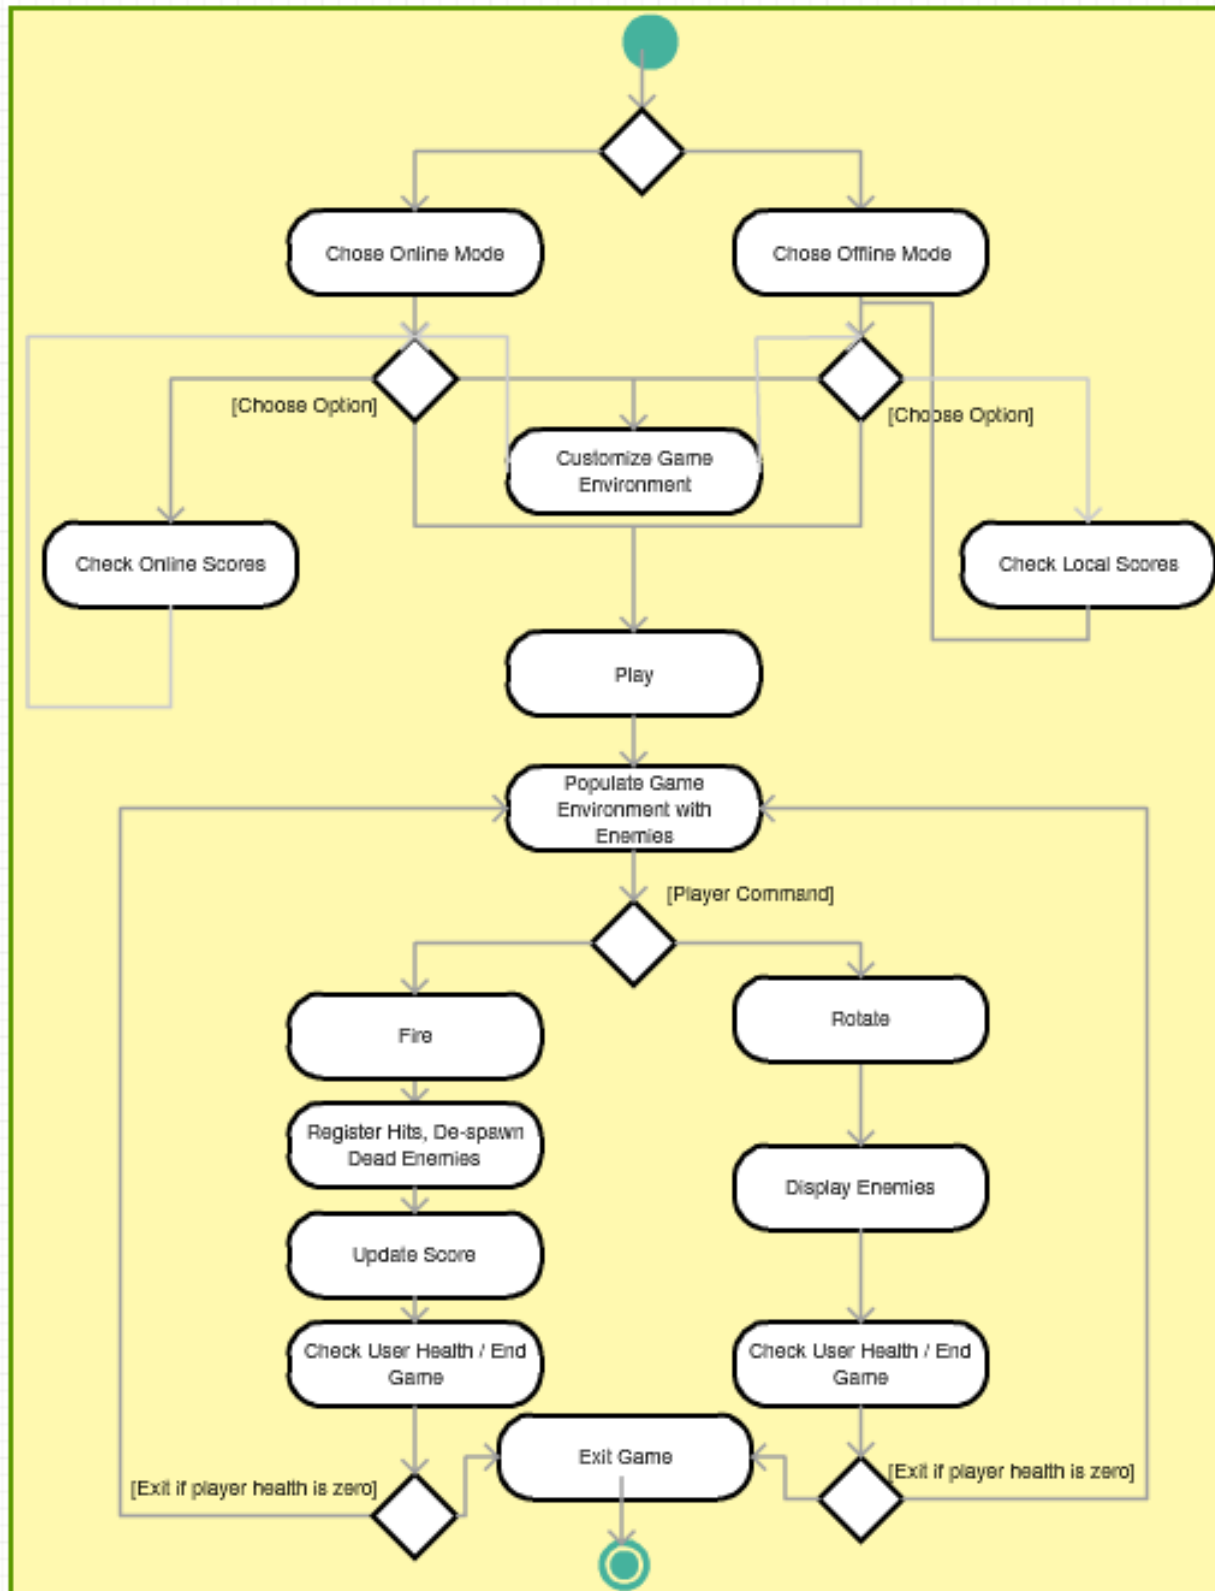 Chose Online Mode
Chose Offline Mode
[Choose Option]
[Choose Option]
Customize Game
Environment
Check Online Scores
Check Local Scores
Play
Populate Game
Environment with
Enemies
[Player Command]
Fire
Rotate
Register Hits, De-spawn
Dead Enemies
Display Enemies
Update Score
Check User Health / End
Game
Check User Health / End
Game
Exit Game
[Exit if player health is zero]
[Exit if player health is zero]